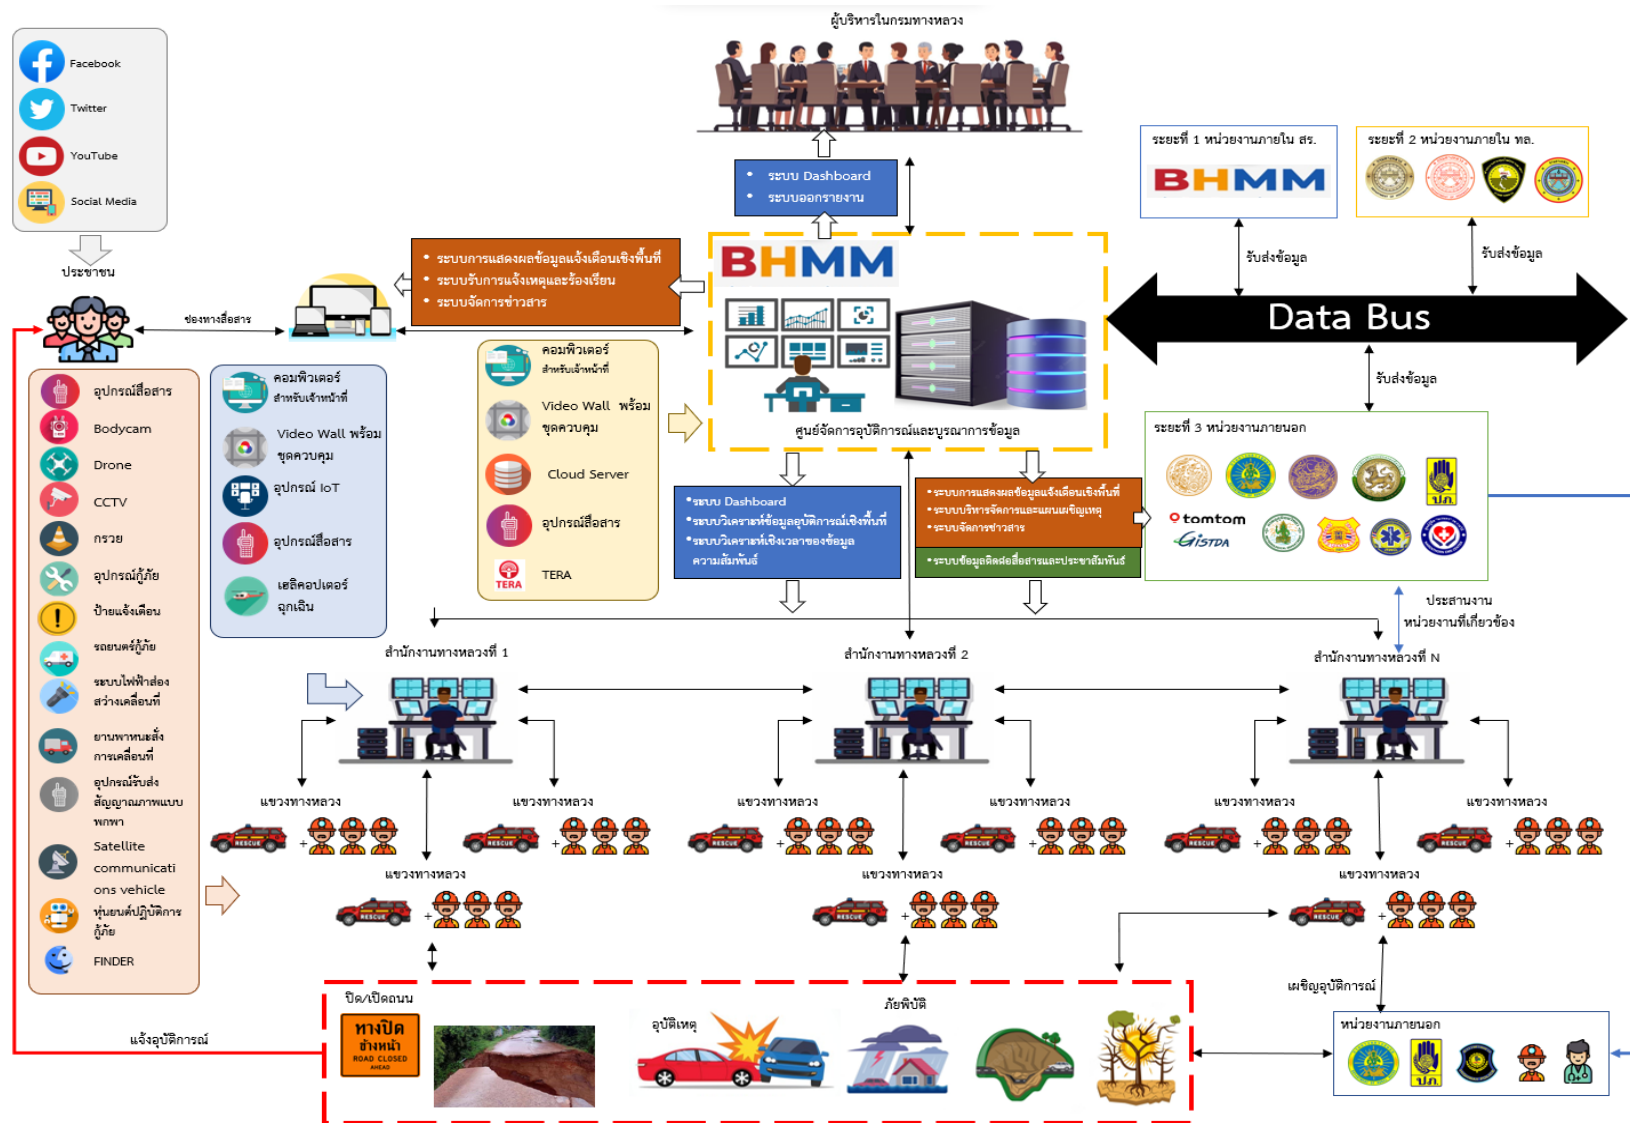 ผู้บริหารในกรมทางหลวง
Facebook
Twitter
YouTube
Social Media
ประชาชน
ช่องทางสื่อสาร
• ระบบ Dashboard
• ระบบออกรายงาน
• ระบบการแสดงผลข้อมูลแจ้งเตือนเชิงพื้นที่
• ระบบรับการแจ้งเหตุและร้องเรียน
• ระบบจัดการข่าวสาร
BHMM
ศูนย์จัดการอุบัติการณ์และบูรณาการข้อมูล
ระยะที่ 1 หน่วยงานภายใน สร.
BHMM
ระยะที่ 2 หน่วยงานภายใน ทล.
รับส่งข้อมูล
รับส่งข้อมูล
Data Bus
รับส่งข้อมูล
ระยะที่ 3 หน่วยงานภายนอก
ปภ.
tomtom
GISTDA
ประสานงาน
หน่วยงานที่เกี่ยวข้อง
อุปกรณ์สื่อสาร
Bodycam
Drone
CCTV
กรวย
อุปกรณ์กู้ภัย
ป้ายแจ้งเตือน
รถยนตร์กู้ภัย
ระบบไฟฟ้าส่อง
สว่างเคลื่อนที่
ยานพาหนะสั่ง
การเคลื่อนที่
อุปกรณ์รับส่ง
สัญญาณภาพแบบ
พกพา
Satellite
communicati
ons vehicle
หุ่นยนต์ปฏิบัติการ
กู้ภัย
FINDER
คอมพิวเตอร์
สำหรับเจ้าหน้าที่
Video Wall พร้อม
ชุดควบคุม
อุปกรณ์ IoT
อุปกรณ์สื่อสาร
เฮลิคอปเตอร์
ฉุกเฉิน
คอมพิวเตอร์
สำหรับเจ้าหน้าที่
Video Wall พร้อม
ชุดควบคุม
Cloud Server
อุปกรณ์สื่อสาร
TERA
TERA
•ระบบ Dashboard
•ระบบวิเคราะห์ข้อมูลอุบัติการณ์เชิงพื้นที่
•ระบบวิเคราะห์เชิงเวลาของข้อมูล
ความสัมพันธ์
•ระบบการแสดงผลข้อมูลแจ้งเตือนเชิงพื้นที่
•ระบบบริหารจัดการและแผนเผชิญเหตุ
•ระบบจัดการข่าวสาร
•ระบบข้อมูลติดต่อสื่อสารและประชาสัมพันธ์
สำนักงานทางหลวงที่ 1
สำนักงานทางหลวงที่ 2
สำนักงานทางหลวงที่ N
แขวงทางหลวง
แขวงทางหลวง
แขวงทางหลวง
แขวงทางหลวง
แขวงทางหลวง
แขวงทางหลวง
RESCUE +
RESCUE +
RESCUE +
RESCUE +
RESCUE +
RESCUE +
แขวงทางหลวง
แขวงทางหลวง
แขวงทางหลวง
RESCUE +
RESCUE +
RESCUE +
เผชิญอุบัติการณ์
แจ้งอุบัติการณ์
ปิด/เปิดถนน
ทางปิด
ข้างหน้า
ROAD CLOSED
AHEAD
อุบัติเหตุ
ภัยพิบัติ
หน่วยงานภายนอก
ปภ.